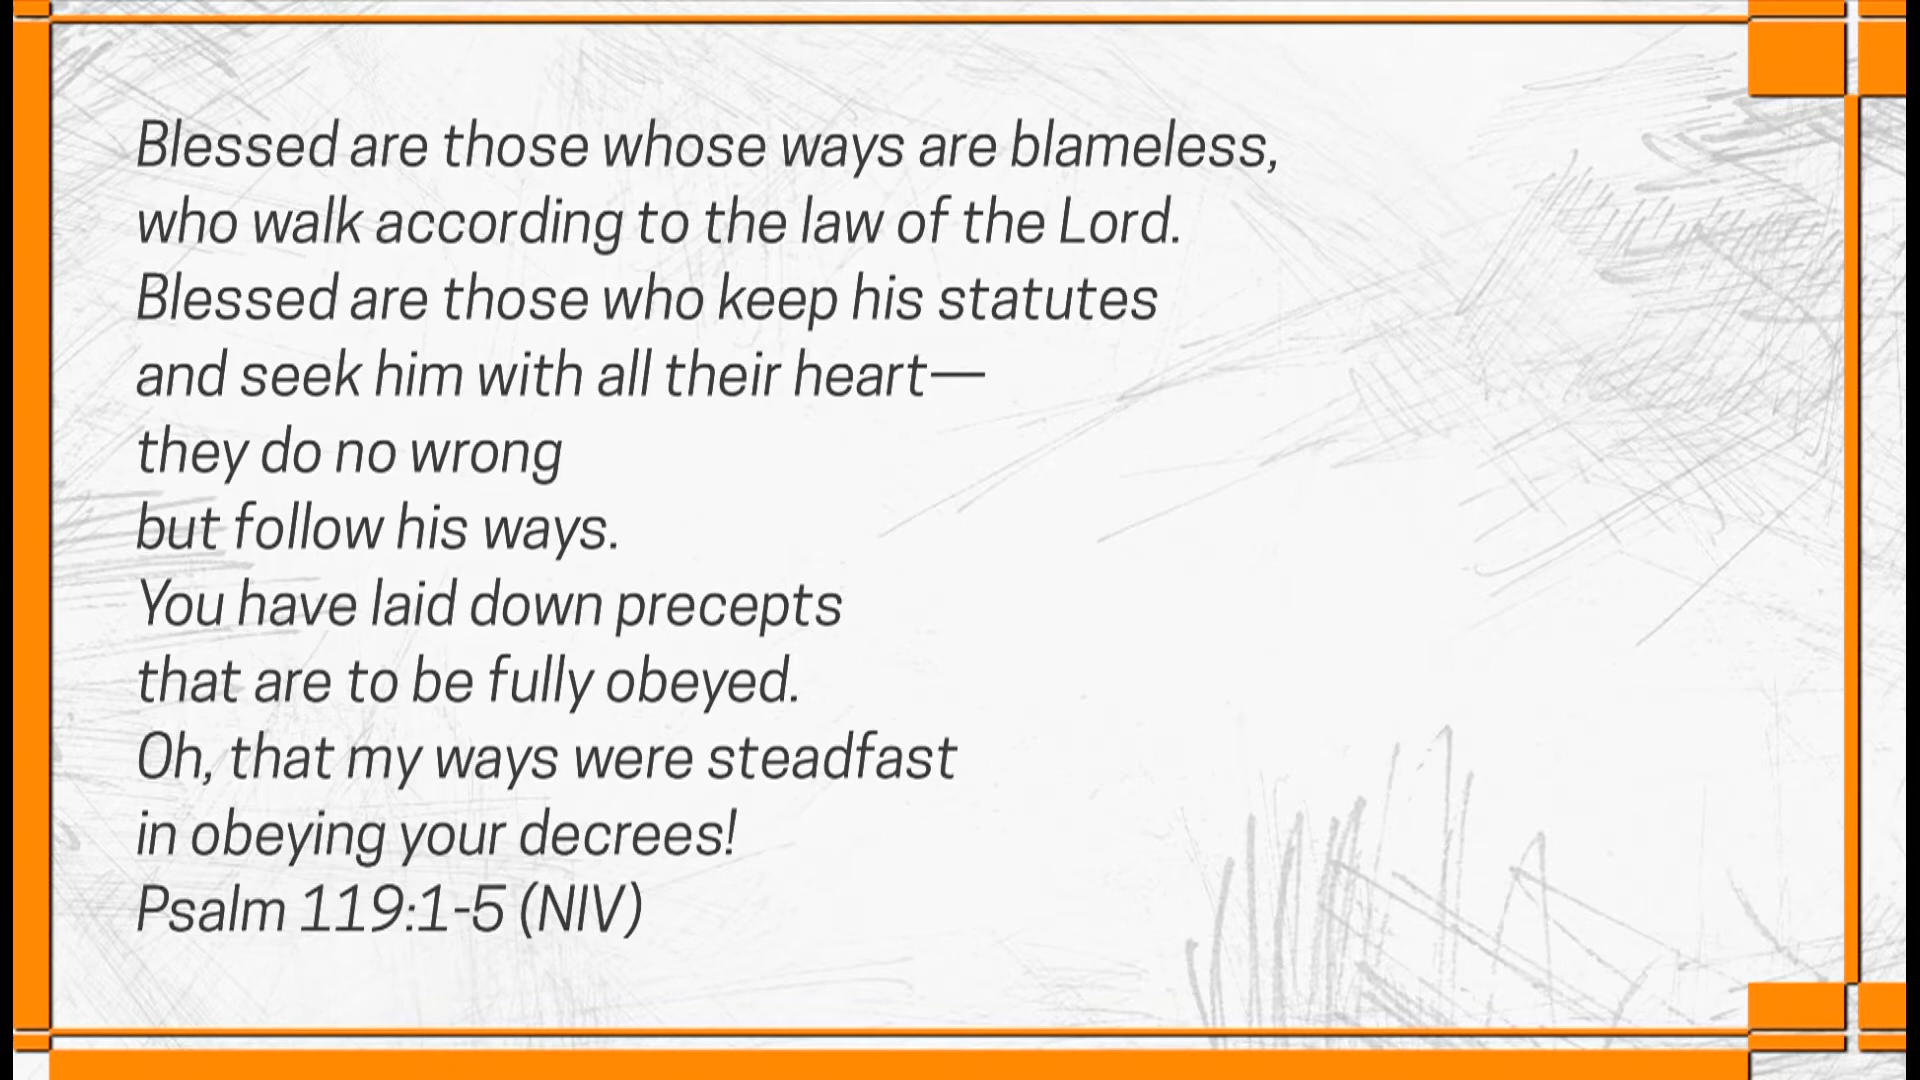 Blessed are those whose ways are blameless,
who walk according to the law of the Lord.
Blessed are those who keep his statutes
and seek him with all their heart—
they do no wrong
but follow his ways.
You have laid down precepts
that are to be fully obeyed.
Oh, that my ways were steadfast
in obeying your decrees!
Psalm 119:1-5 (NIV)